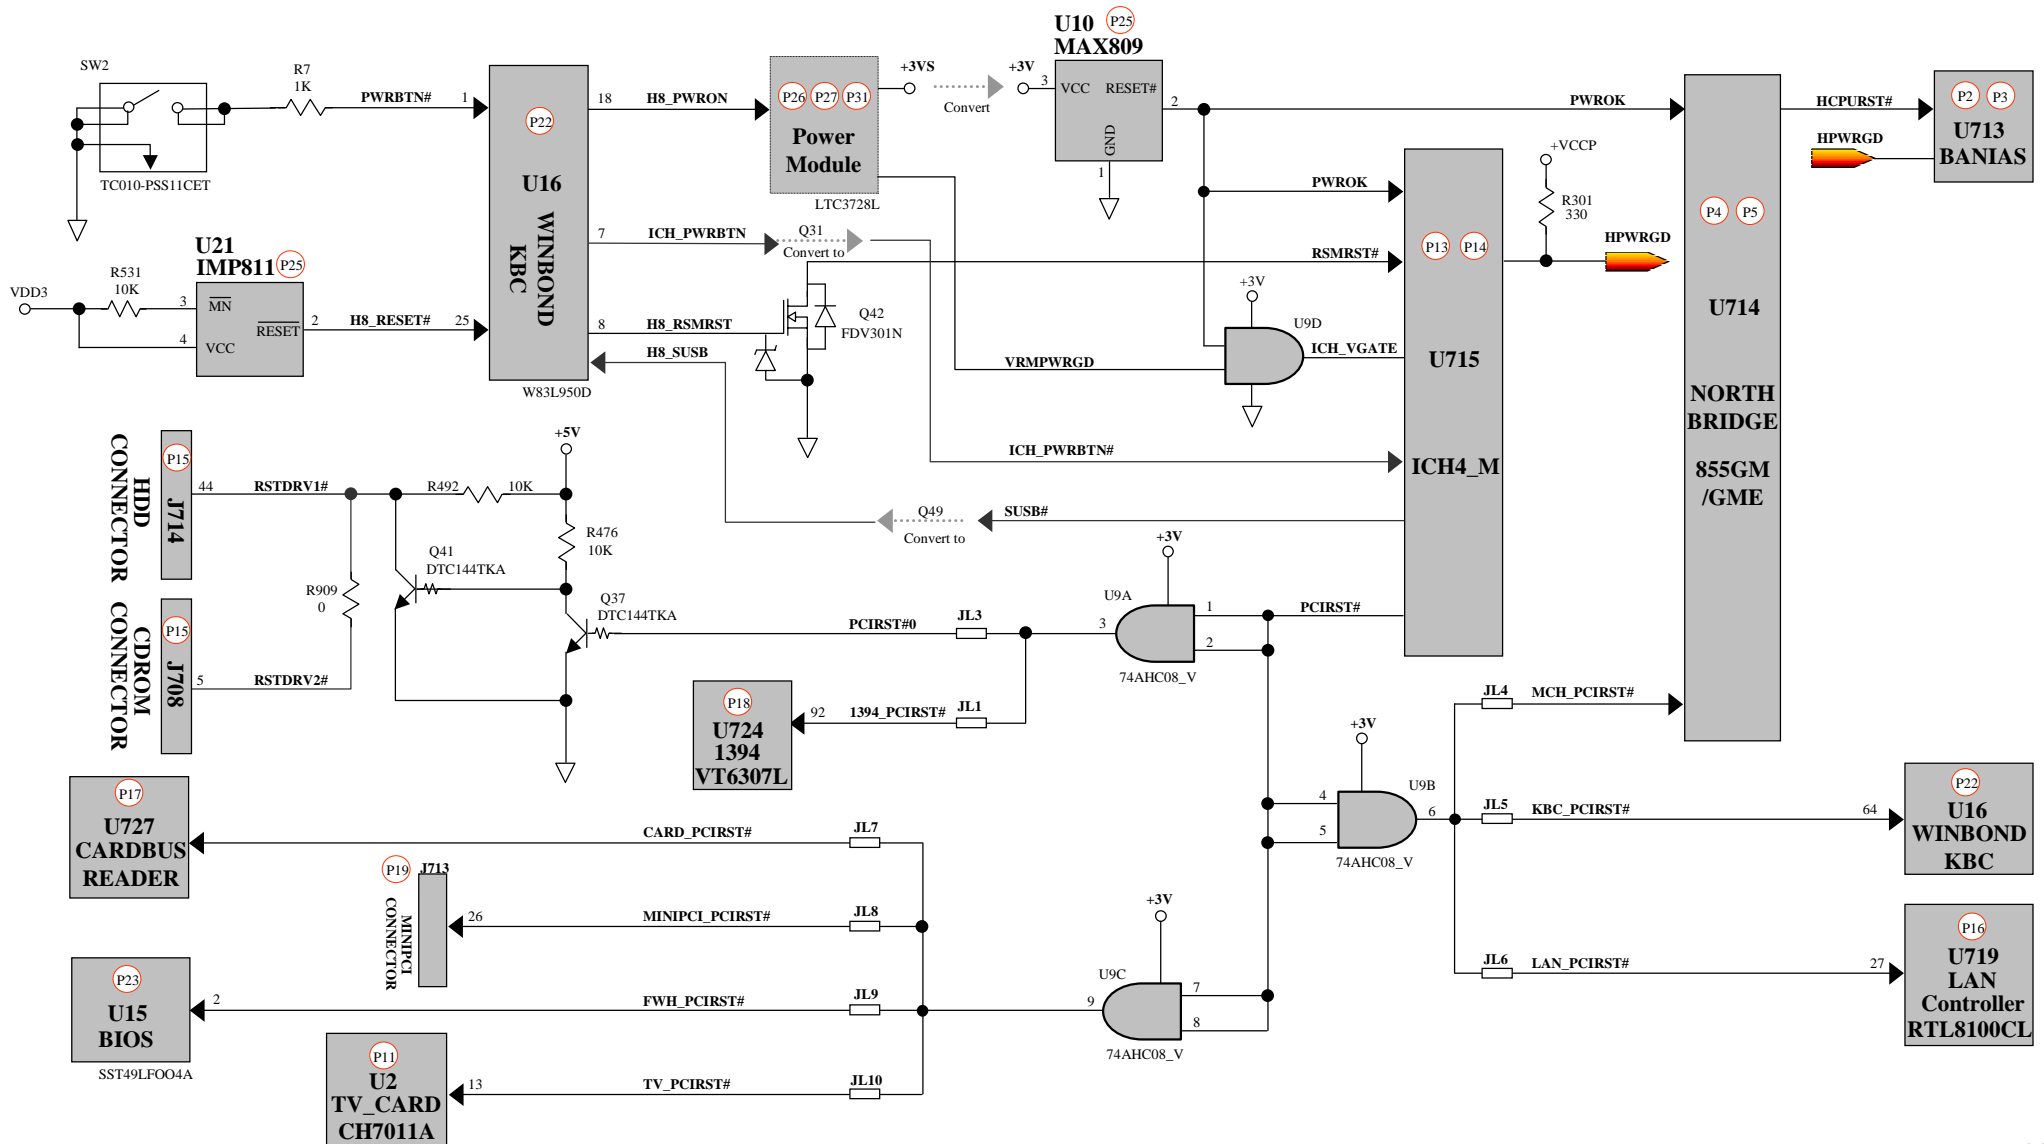 SW2
R7
1K
PWRBTN#
1
TC010-PSS11CET
U21
IMP811
P25
R531
10K
VDD3
3
MN
RESET
4
VCC
2
H8_RESET#
25
P22
U16
WINBOND
KBC
W83L950D
18
H8_PWRON
7
ICH_PWRBTN
8
H8_RSMRST
H8_SUSB
P26
P27
P31
Power
Module
LTC3728L
+3VS
Convert
+3V
U10
P25
MAX809
3
VCC
RESET#
2
GND
1
PWROK
PWROK
Q31
Convert to
RSMRST#
Q42
FDV301N
+3V
U9D
ICH_VGATE
VRMPWRGD
ICH_PWRBTN#
Q49
Convert to
SUSB#
P13
P14
U715
ICH4_M
+VCCP
R301
330
HPWRGD
P4
P5
U714
NORTH
BRIDGE
855GM
/GME
HCPURST#
HPWRGD
P2
P3
U713
BANIAS
HDD
CONNECTOR
P15
J714
44
RSTDRV1#
R492
10K
+5V
R476
10K
Q41
DTC144TKA
R909
0
Q37
DTC144TKA
CDROM
CONNECTOR
P15
J708
5
RSTDRV2#
PCIRST#0
JL3
3
U9A
+3V
1
2
74AHC08_V
PCIRST#
P18
U724
1394
VT6307L
92
1394_PCIRST#
JL1
JL4
MCH_PCIRST#
+3V
U9B
4
5
6
74AHC08_V
JL5
KBC_PCIRST#
64
P22
U16
WINBOND
KBC
JL6
LAN_PCIRST#
27
P16
U719
LAN
Controller
RTL8100CL
P17
U727
CARDBUS
READER
CARD_PCIRST#
JL7
P19
J713
MINIPCI
CONNECTOR
26
MINIPCI_PCIRST#
JL8
P23
U15
BIOS
SST49LFOO4A
2
FWH_PCIRST#
JL9
9
U9C
+3V
7
8
74AHC08_V
P11
U2
TV_CARD
CH7011A
13
TV_PCIRST#
JL10